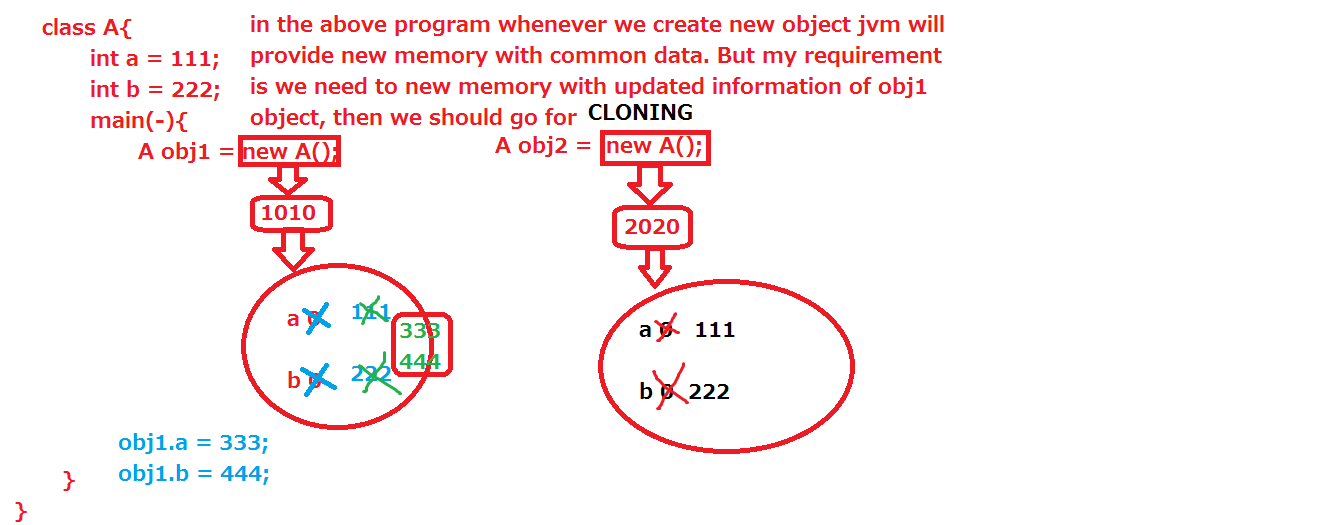 class A{
int a = 111;
int b = 222;
main(-){
A obj1 = new A();
in the above program whenever we create new object jvm will
provide new memory with common data. But my requirement
is we need to new memory with updated information of obj1
object, then we should go for CLONING
A obj2 = new A();
1010
2020
a 0 111
333
b 0 222
444
a 0 111
b 0 222
obj1.a = 333;
obj1.b = 444;
}
}